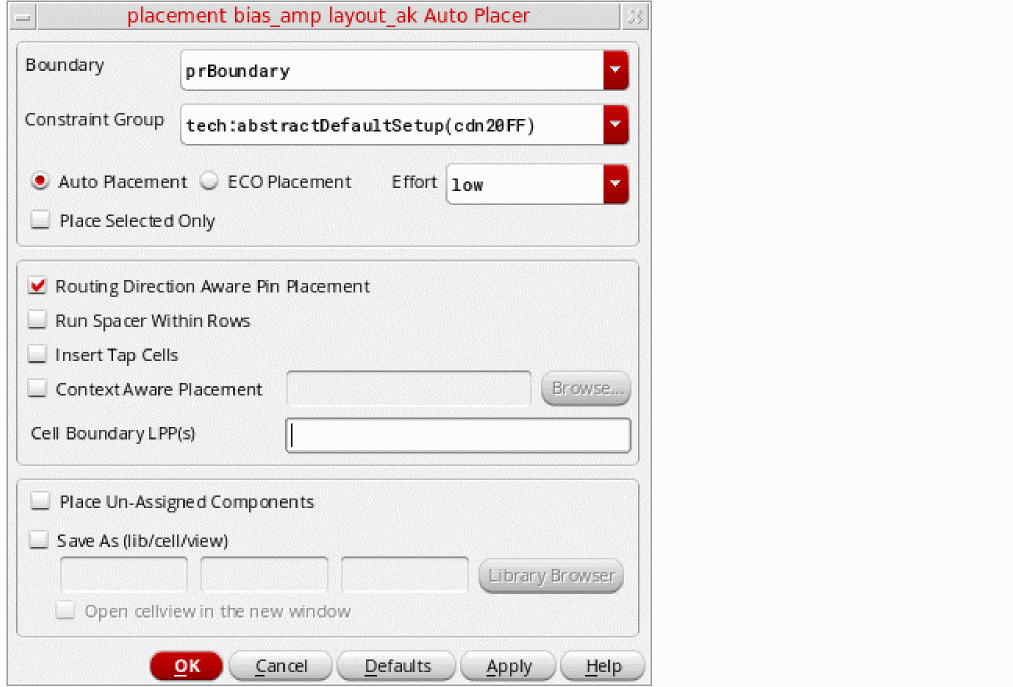 placement bias_amp layout_ak Auto Placer
Boundary prBoundary
Constraint Group tech:abstractDefaultSetup(cdn20FF)
Auto Placement ECO Placement Effort low
Place Selected Only
Routing Direction Aware Pin Placement
Run Spacer Within Rows
Insert Tap Cells
Context Aware Placement Browse...
Cell Boundary LPP(s)
Place Un-Assigned Components
Save As (lib/cell/view)
Library Browser
Open cellview in the new window
OK Cancel Defaults Apply Help